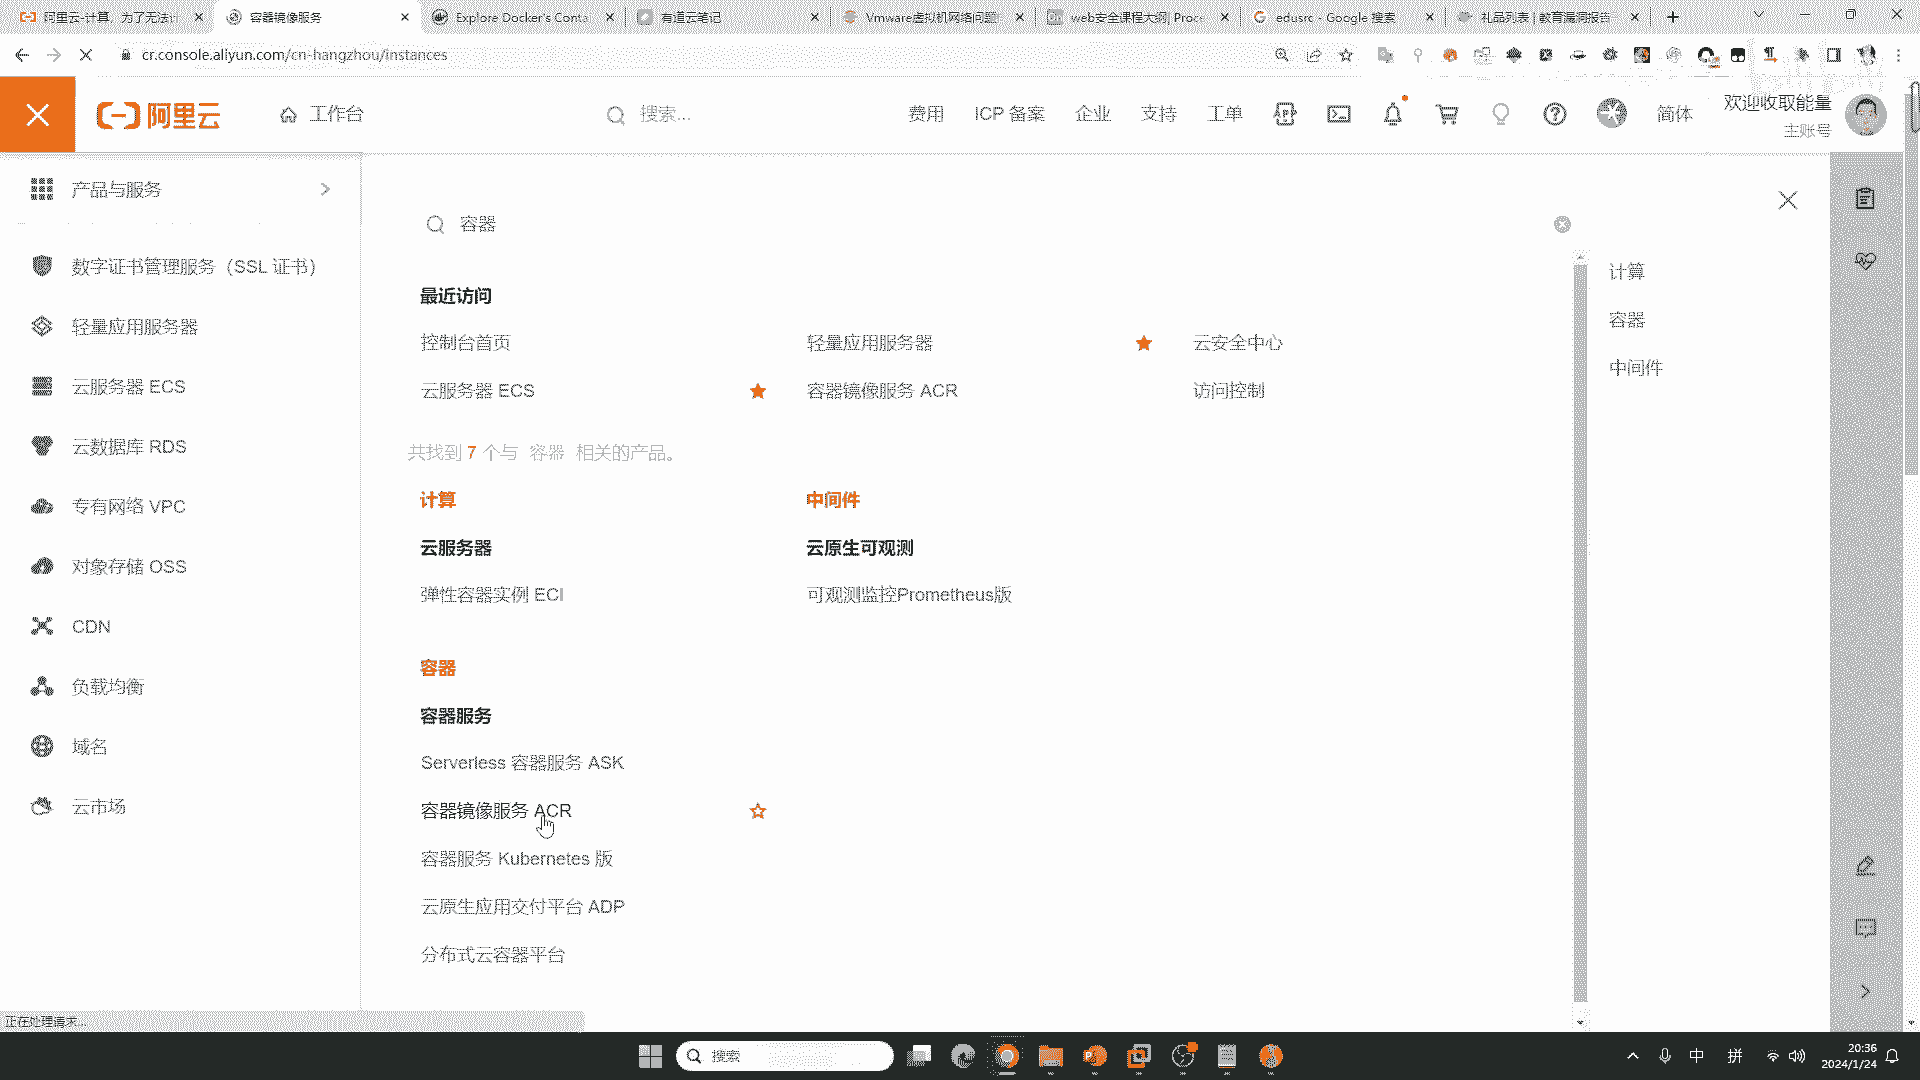 阿里云-计算，为了无法计
容器镜像服务
Explore Docker's Conta
有道云笔记
Vmware虚拟机网络问题
web安全课程大纲| Proce
edusrc - Google 搜索
礼品列表 | 教育漏洞报告
cr.console.aliyun.com/cn-hangzhou/instances
阿里云
工作台
搜索...
费用
ICP 备案
企业
支持
工单
简体
欢迎收取能量
主账号
产品与服务
数字证书管理服务（SSL 证书）
轻量应用服务器
云服务器 ECS
云数据库 RDS
专有网络 VPC
对象存储 OSS
CDN
负载均衡
域名
云市场
容器
最近访问
控制台首页
轻量应用服务器
云安全中心
云服务器 ECS
容器镜像服务 ACR
访问控制
共找到 7 个与 容器 相关的产品。
计算
中间件
云服务器
云原生可观测
弹性容器实例 ECI
可观测监控Prometheus版
容器
容器服务
Serverless 容器服务 ASK
容器镜像服务 ACR
容器服务 Kubernetes 版
云原生应用交付平台 ADP
分布式云容器平台
计算
容器
中间件
正在处理请求...
搜索
中
拼
20:36
2024/1/24